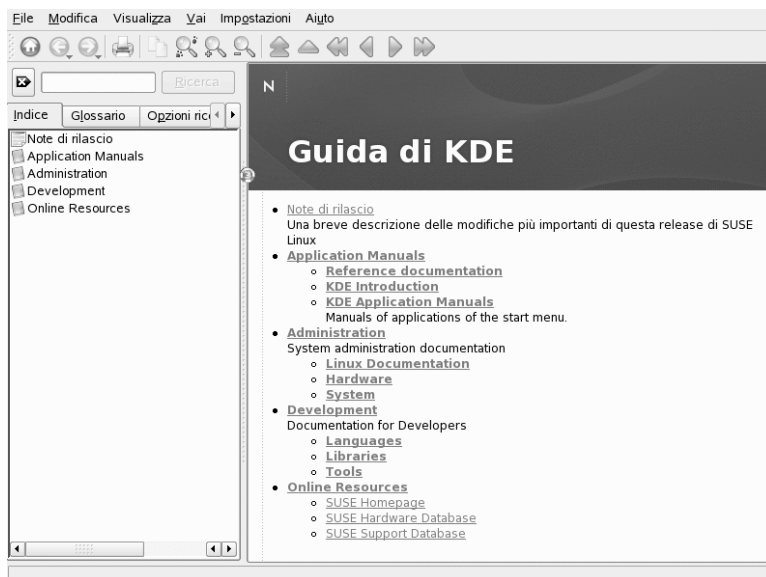 File Modifica Visualizza Vai Impostazioni Aiuto
Ricerca
Indice Glossario Opzioni ric
Note di rilascio
Application Manuals
Administration
Development
Online Resources
N
Guida di KDE
Note di rilascio
Una breve descrizione delle modifiche più importanti di questa release di SUSE
Linux
Application Manuals
Reference documentation
KDE Introduction
KDE Application Manuals
Manuals of applications of the start menu.
Administration
System administration documentation
Linux Documentation
Hardware
System
Development
Documentation for Developers
Languages
Libraries
Tools
Online Resources
SUSE Homepage
SUSE Hardware Database
SUSE Support Database